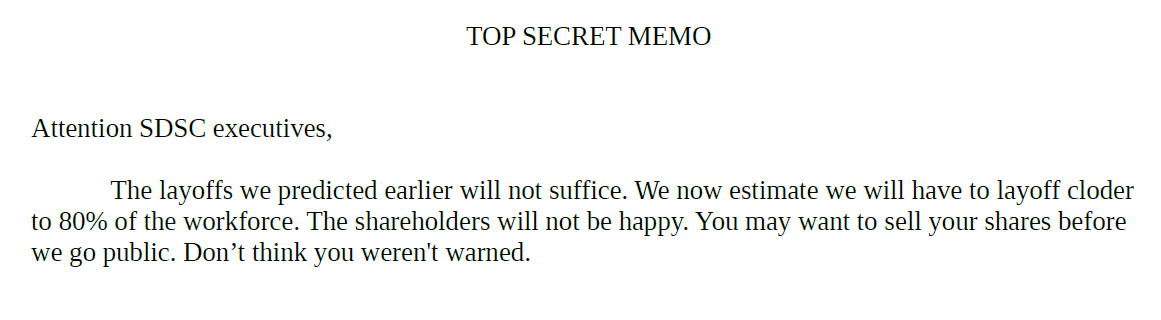 TOP SECRET MEMO
Attention SDSC executives,
The layoffs we predicted earlier will not suffice. We now estimate we will have to layoff cloder
to 80% of the workforce. The shareholders will not be happy. You may want to sell your shares before
we go public. Don’t think you weren't warned.